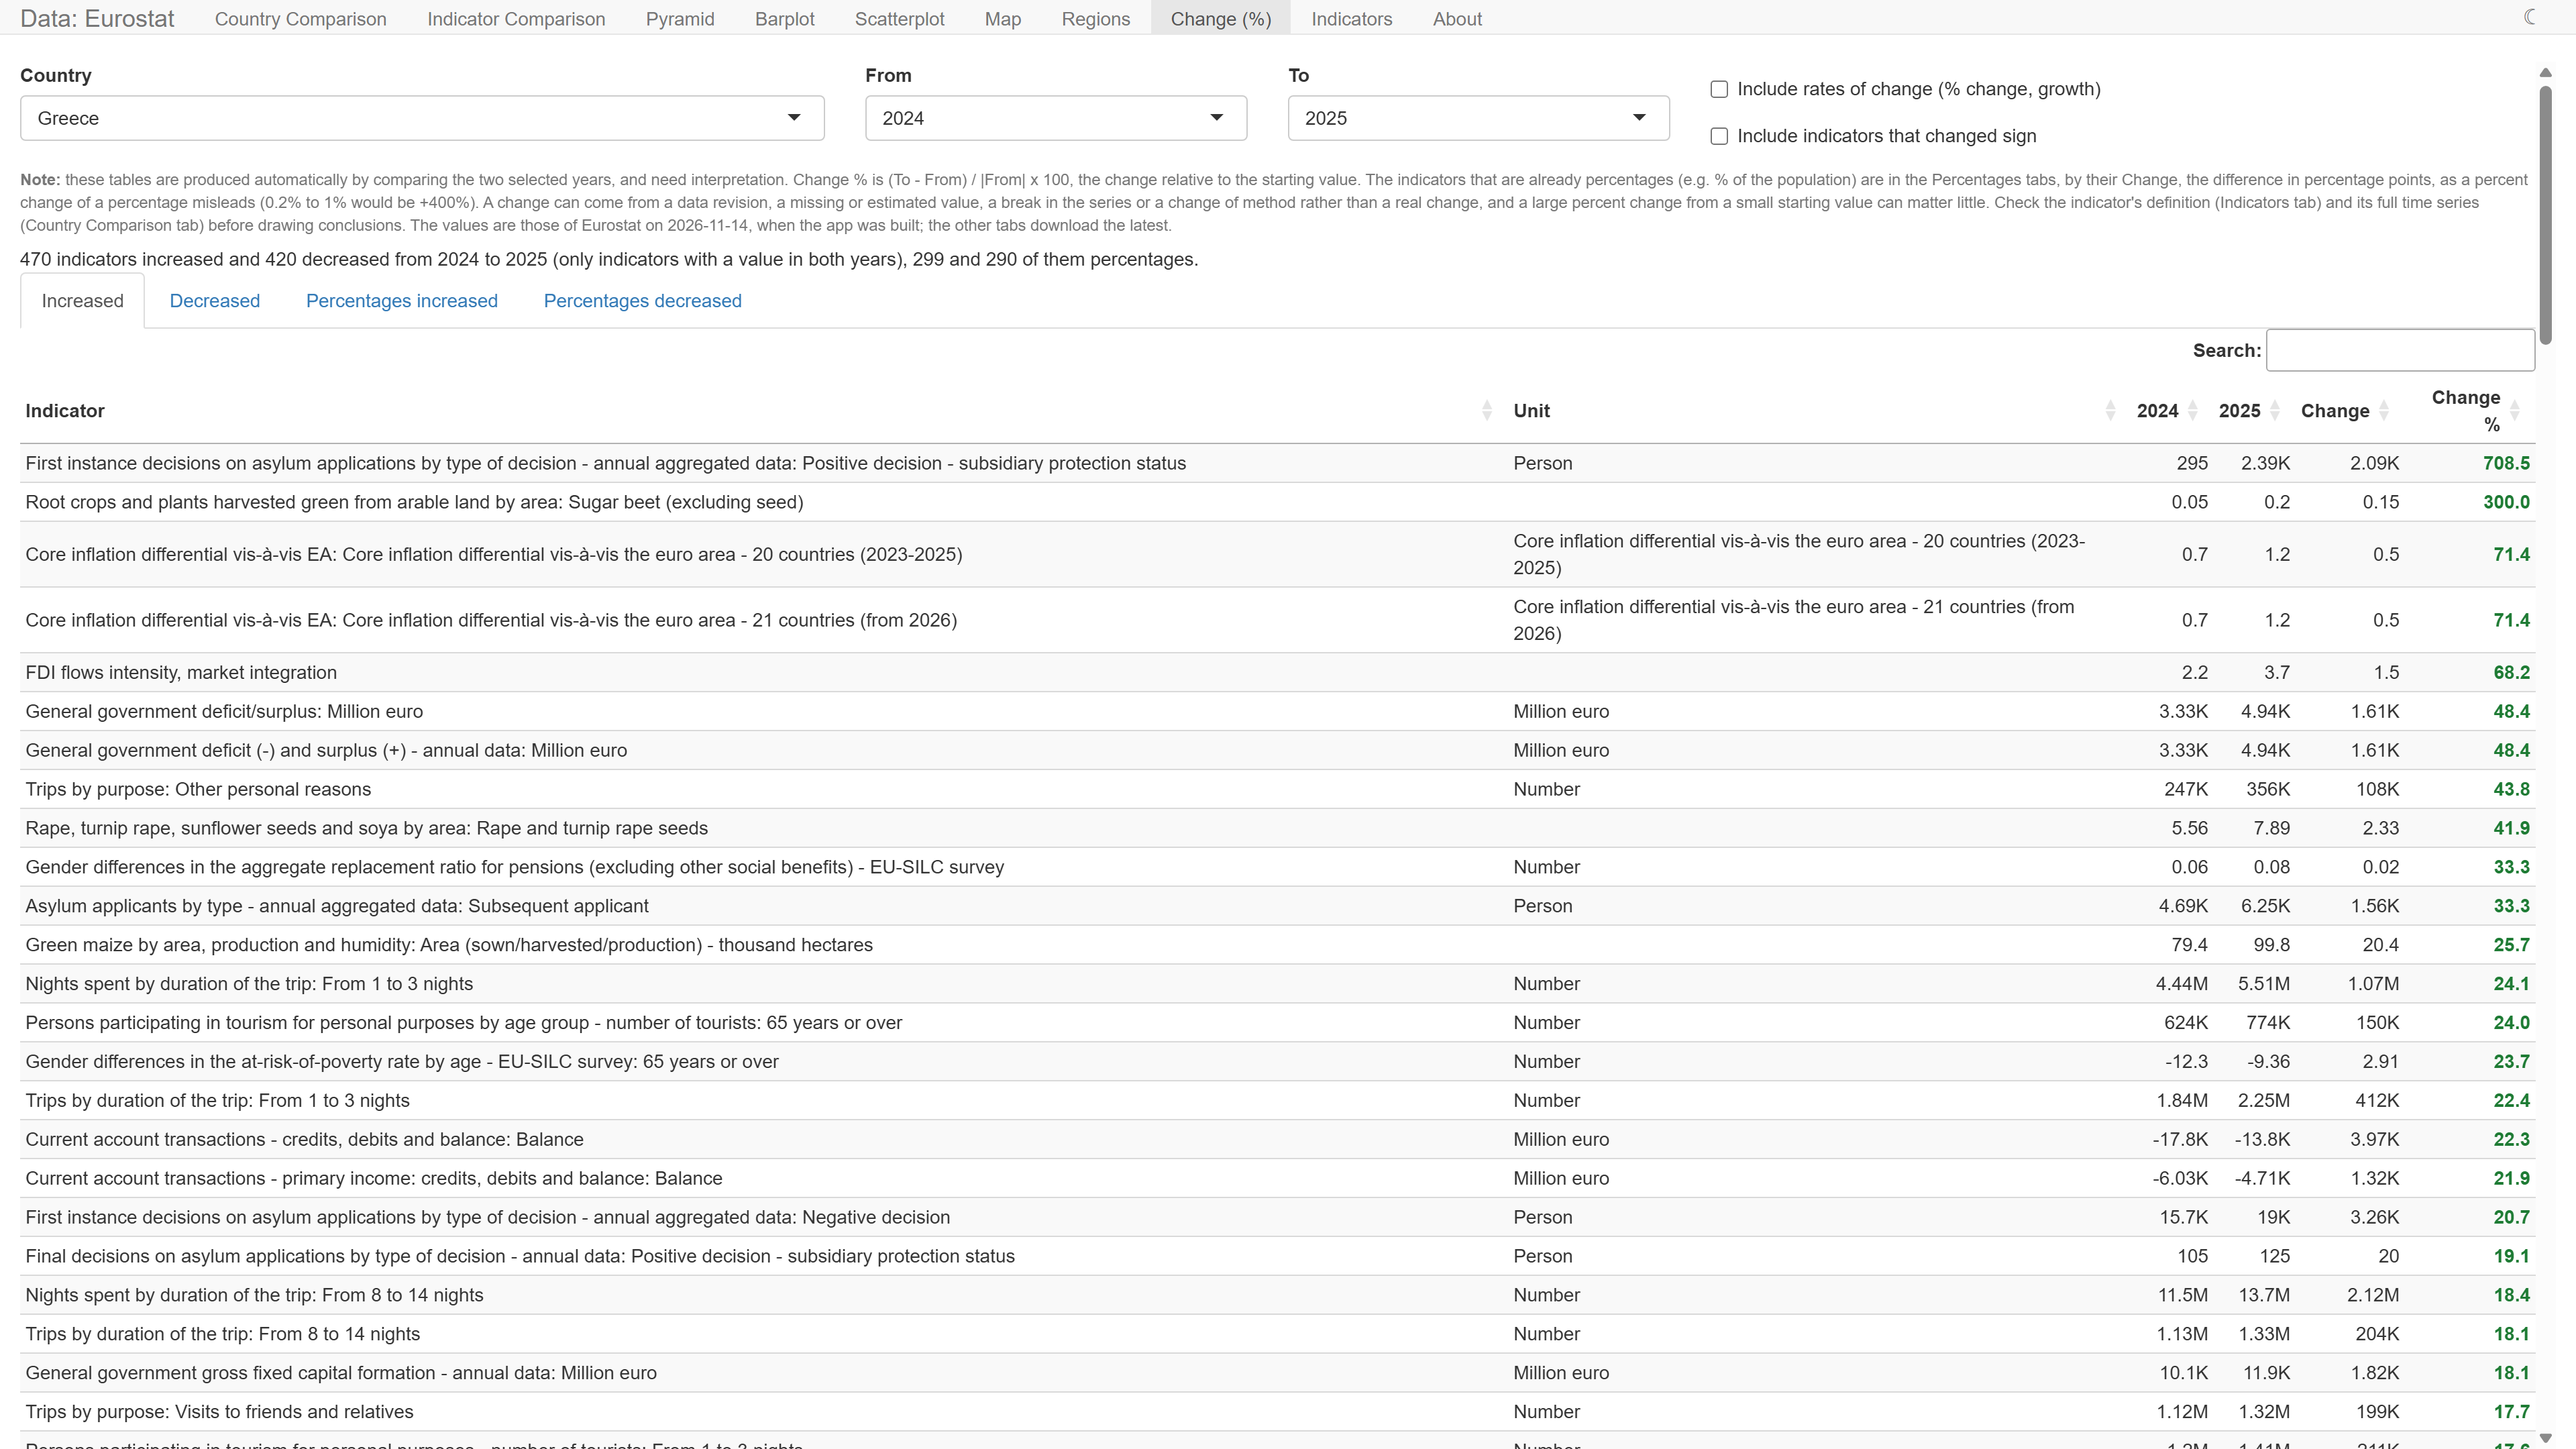 Data: Eurostat Country Comparison Indicator Comparison Pyramid Barplot Scatterplot Map Regions Change (%) Indicators About
Country From To
Include rates of change (% change, growth)
Greece 2024 2025
Include indicators that changed sign
Note: these tables are produced automatically by comparing the two selected years, and need interpretation. Change % is (To - From) / |From| x 100, the change relative to the starting value. The indicators that are already percentages (e.g. % of the population) are in the Percentages tabs, by their Change, the difference in percentage points, as a percent
change of a percentage misleads (0.2% to 1% would be +400%). A change can come from a data revision, a missing or estimated value, a break in the series or a change of method rather than a real change, and a large percent change from a small starting value can matter little. Check the indicator's definition (Indicators tab) and its full time series
(Country Comparison tab) before drawing conclusions. The values are those of Eurostat on 2026-11-14, when the app was built; the other tabs download the latest.
470 indicators increased and 420 decreased from 2024 to 2025 (only indicators with a value in both years), 299 and 290 of them percentages.
Increased Decreased Percentages increased Percentages decreased
Search:
Indicator Unit 2024 2025 Change Change %
First instance decisions on asylum applications by type of decision - annual aggregated data: Positive decision - subsidiary protection status Person 295 2.39K 2.09K 708.5
Root crops and plants harvested green from arable land by area: Sugar beet (excluding seed) 0.05 0.2 0.15 300.0
Core inflation differential vis-à-vis EA: Core inflation differential vis-à-vis the euro area - 20 countries (2023-2025) Core inflation differential vis-à-vis the euro area - 20 countries (2023-2025) 0.7 1.2 0.5 71.4
Core inflation differential vis-à-vis EA: Core inflation differential vis-à-vis the euro area - 21 countries (from 2026) Core inflation differential vis-à-vis the euro area - 21 countries (from 2026) 0.7 1.2 0.5 71.4
FDI flows intensity, market integration 2.2 3.7 1.5 68.2
General government deficit/surplus: Million euro Million euro 3.33K 4.94K 1.61K 48.4
General government deficit (-) and surplus (+) - annual data: Million euro Million euro 3.33K 4.94K 1.61K 48.4
Trips by purpose: Other personal reasons Number 247K 356K 108K 43.8
Rape, turnip rape, sunflower seeds and soya by area: Rape and turnip rape seeds 5.56 7.89 2.33 41.9
Gender differences in the aggregate replacement ratio for pensions (excluding other social benefits) - EU-SILC survey Number 0.06 0.08 0.02 33.3
Asylum applicants by type - annual aggregated data: Subsequent applicant Person 4.69K 6.25K 1.56K 33.3
Green maize by area, production and humidity: Area (sown/harvested/production) - thousand hectares 79.4 99.8 20.4 25.7
Nights spent by duration of the trip: From 1 to 3 nights Number 4.44M 5.51M 1.07M 24.1
Persons participating in tourism for personal purposes by age group - number of tourists: 65 years or over Number 624K 774K 150K 24.0
Gender differences in the at-risk-of-poverty rate by age - EU-SILC survey: 65 years or over Number -12.3 -9.36 2.91 23.7
Trips by duration of the trip: From 1 to 3 nights Number 1.84M 2.25M 412K 22.4
Current account transactions - credits, debits and balance: Balance Million euro -17.8K -13.8K 3.97K 22.3
Current account transactions - primary income: credits, debits and balance: Balance Million euro -6.03K -4.71K 1.32K 21.9
First instance decisions on asylum applications by type of decision - annual aggregated data: Negative decision Person 15.7K 19K 3.26K 20.7
Final decisions on asylum applications by type of decision - annual data: Positive decision - subsidiary protection status Person 105 125 20 19.1
Nights spent by duration of the trip: From 8 to 14 nights Number 11.5M 13.7M 2.12M 18.4
Trips by duration of the trip: From 8 to 14 nights Number 1.13M 1.33M 204K 18.1
General government gross fixed capital formation - annual data: Million euro Million euro 10.1K 11.9K 1.82K 18.1
Trips by purpose: Visits to friends and relatives Number 1.12M 1.32M 199K 17.7